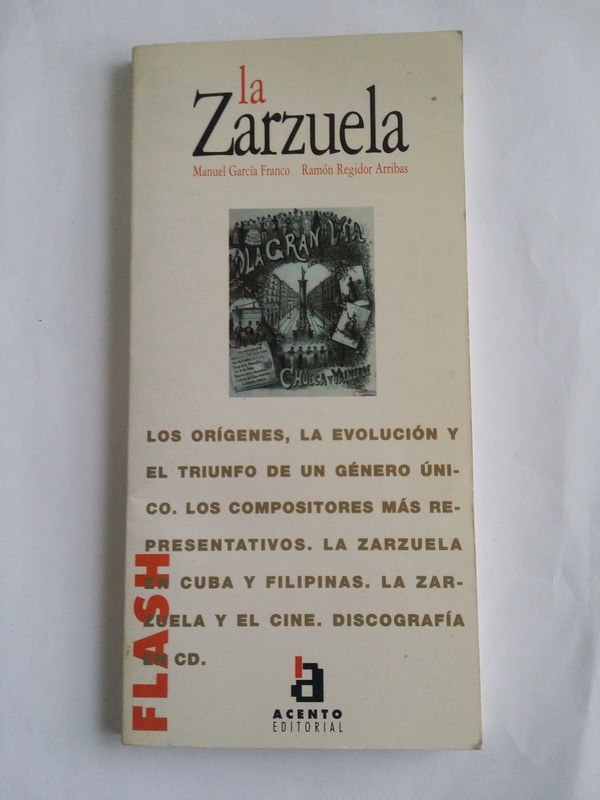 la
Zarzuela
Manuel García Franco Ramón Regidor Arribas
LA GRAN VIA
CHUECA Y VALVERDE
LOS ORÍGENES, LA EVOLUCIÓN Y
EL TRIUNFO DE UN GÉNERO ÚNI-
CO. LOS COMPOSITORES MÁS RE-
PRESENTATIVOS. LA ZARZUELA
EN CUBA Y FILIPINAS. LA ZAR-
ZUELA Y EL CINE. DISCOGRAFÍA
EN CD.
FLASH
a
ACENTO
EDITORIAL